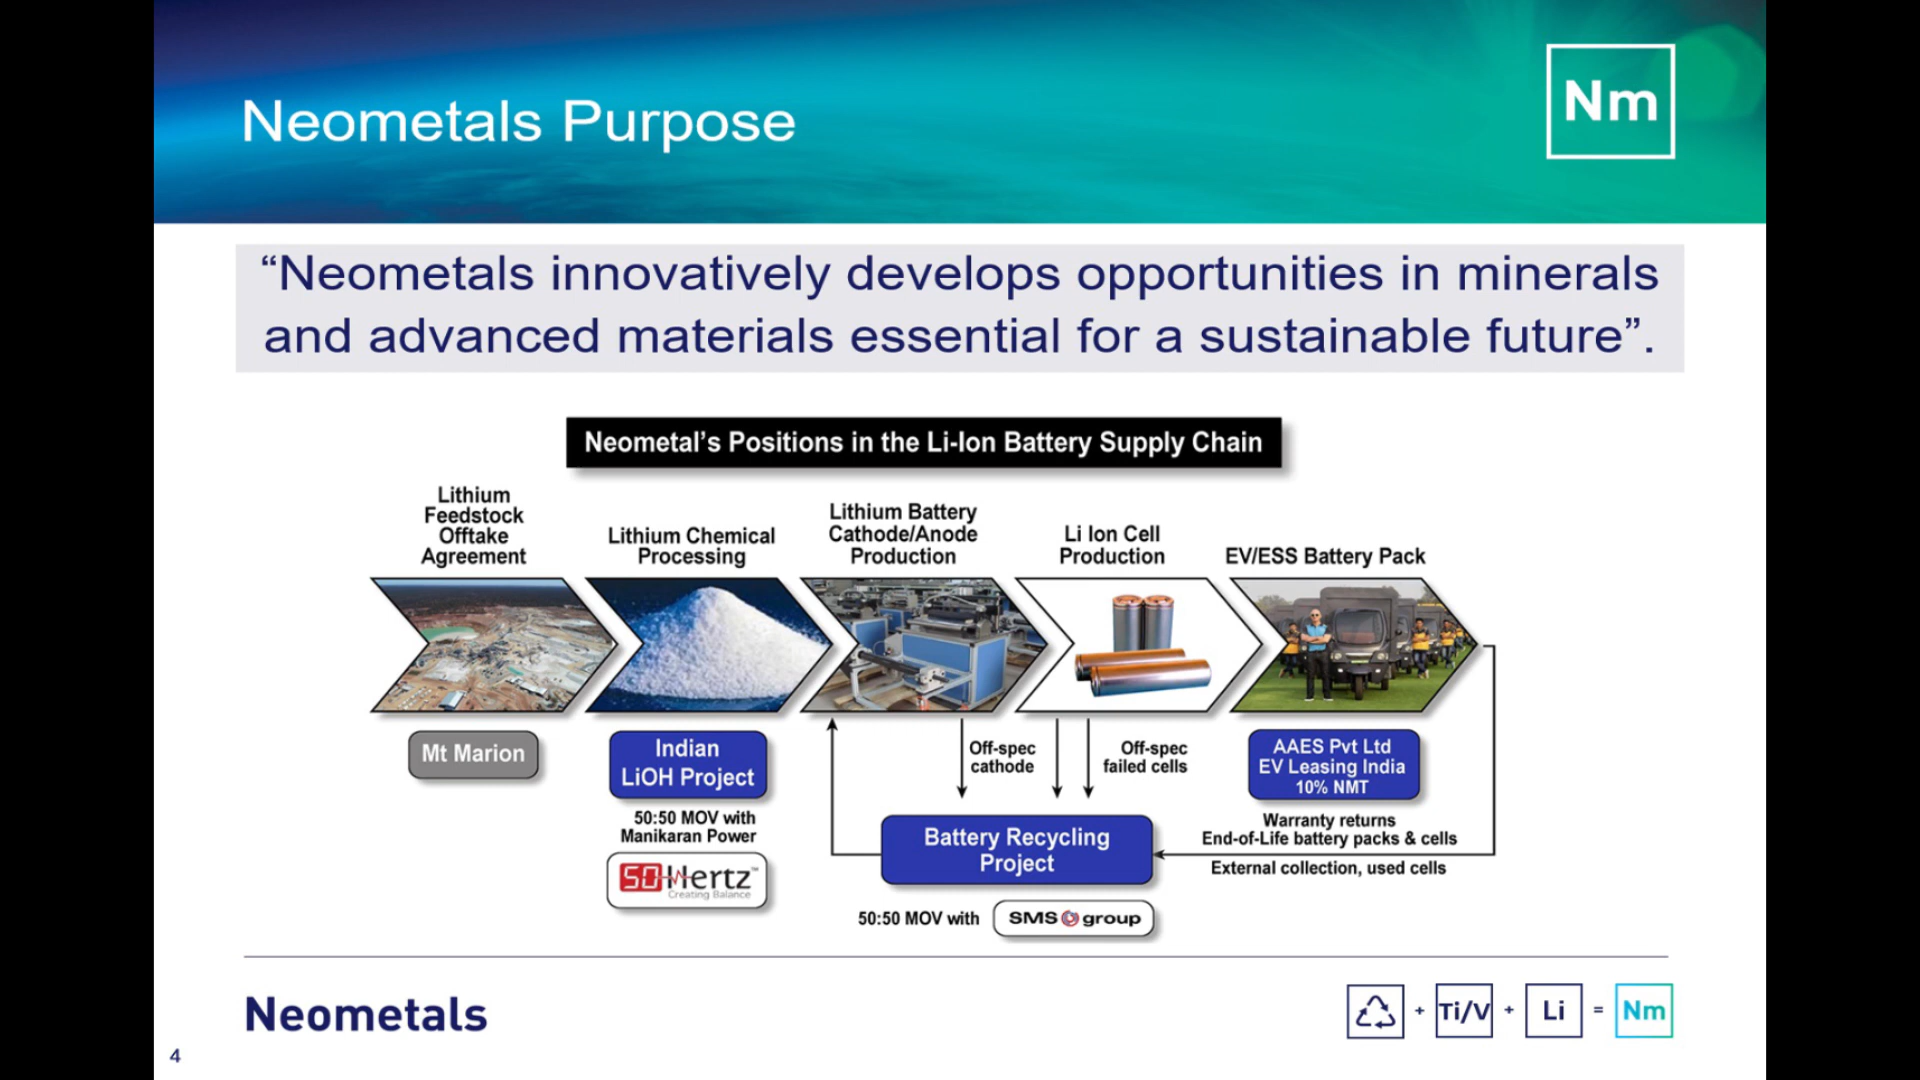 Neometals Purpose
Nm
“Neometals innovatively develops opportunities in minerals
and advanced materials essential for a sustainable future”.
Neometal’s Positions in the Li-Ion Battery Supply Chain
Lithium
Feedstock
Offtake
Agreement
Lithium Chemical
Processing
Lithium Battery
Cathode/Anode
Production
Li Ion Cell
Production
EV/ESS Battery Pack
Mt Marion
Indian
LiOH Project
50:50 MOV with
Manikaran Power
50Hertz™
Creating Balance
Off-spec
cathode
Off-spec
failed cells
Battery Recycling
Project
50:50 MOV with
SMS group
AAES Pvt Ltd
EV Leasing India
10% NMT
Warranty returns
End-of-Life battery packs & cells
External collection, used cells
Neometals
+ Ti/V + Li = Nm
4